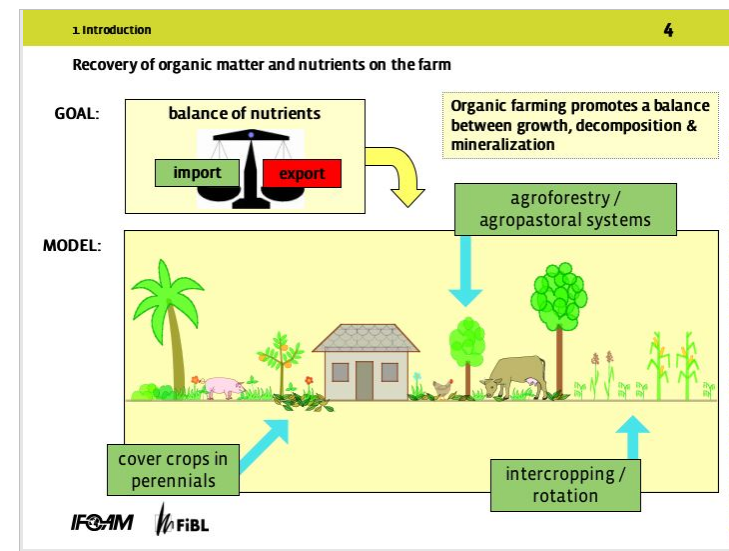 1 Introduction
4
Recovery of organic matter and nutrients on the farm
GOAL:
balance of nutrients
import
export
Organic farming promotes a balance
between growth, decomposition &
mineralization
agroforestry /
agropastoral systems
MODEL:
cover crops in
perennials
intercropping /
rotation
IFOAM
FiBL